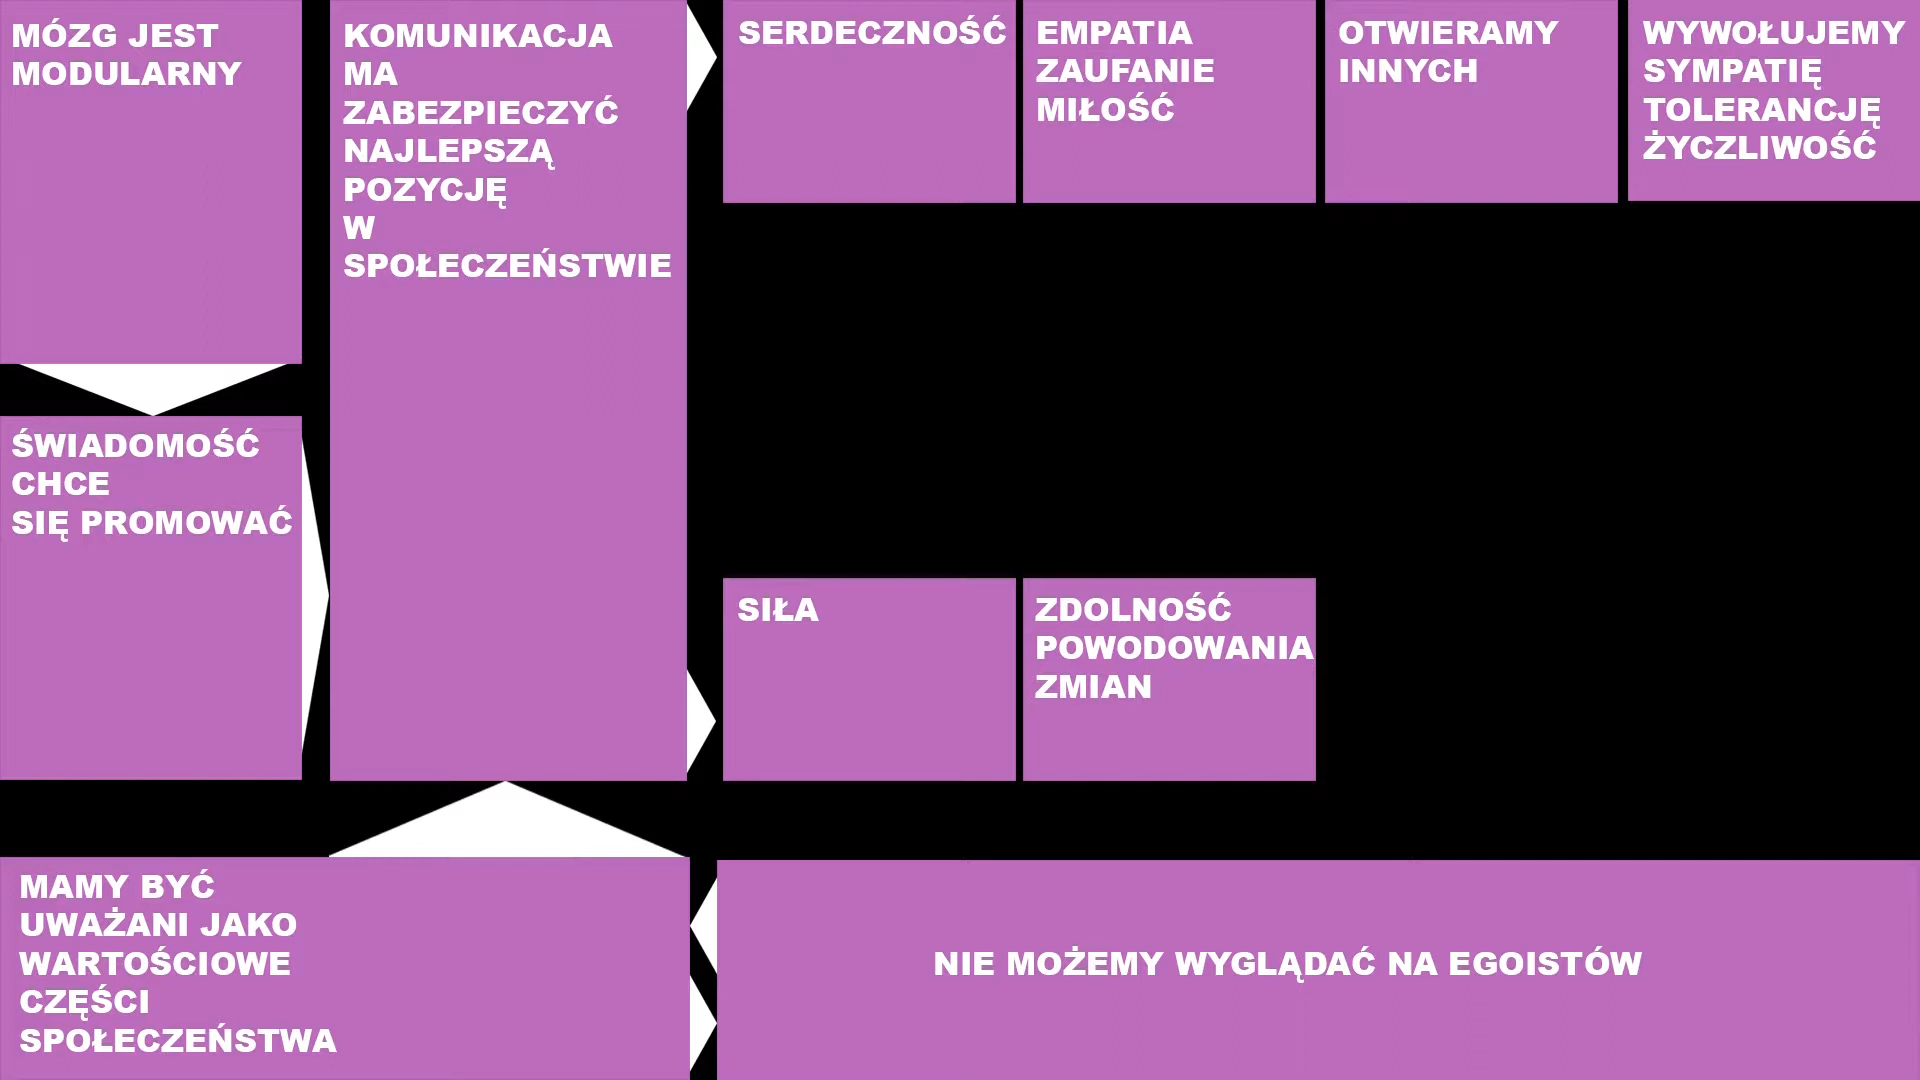 MÓZG JEST
MODULARNY
KOMUNIKACJA
MA
ZABEZPIECZYĆ
NAJLEPSZĄ
POZYCJĘ
W
SPOŁECZEŃSTWIE
SERDECZNOŚĆ
EMPATIA
ZAUFANIE
MIŁOŚĆ
OTWIERAMY
INNYCH
WYWOŁUJEMY
SYMPATIĘ
TOLERANCJĘ
ŻYCZLIWOŚĆ
ŚWIADOMOŚĆ
CHCE
SIĘ PROMOWAĆ
SIŁA
ZDOLNOŚĆ
POWODOWANIA
ZMIAN
MAMY BYĆ
UWAŻANI JAKO
WARTOŚCIOWE
CZĘŚCI
SPOŁECZEŃSTWA
NIE MOŻEMY WYGLĄDAĆ NA EGOISTÓW